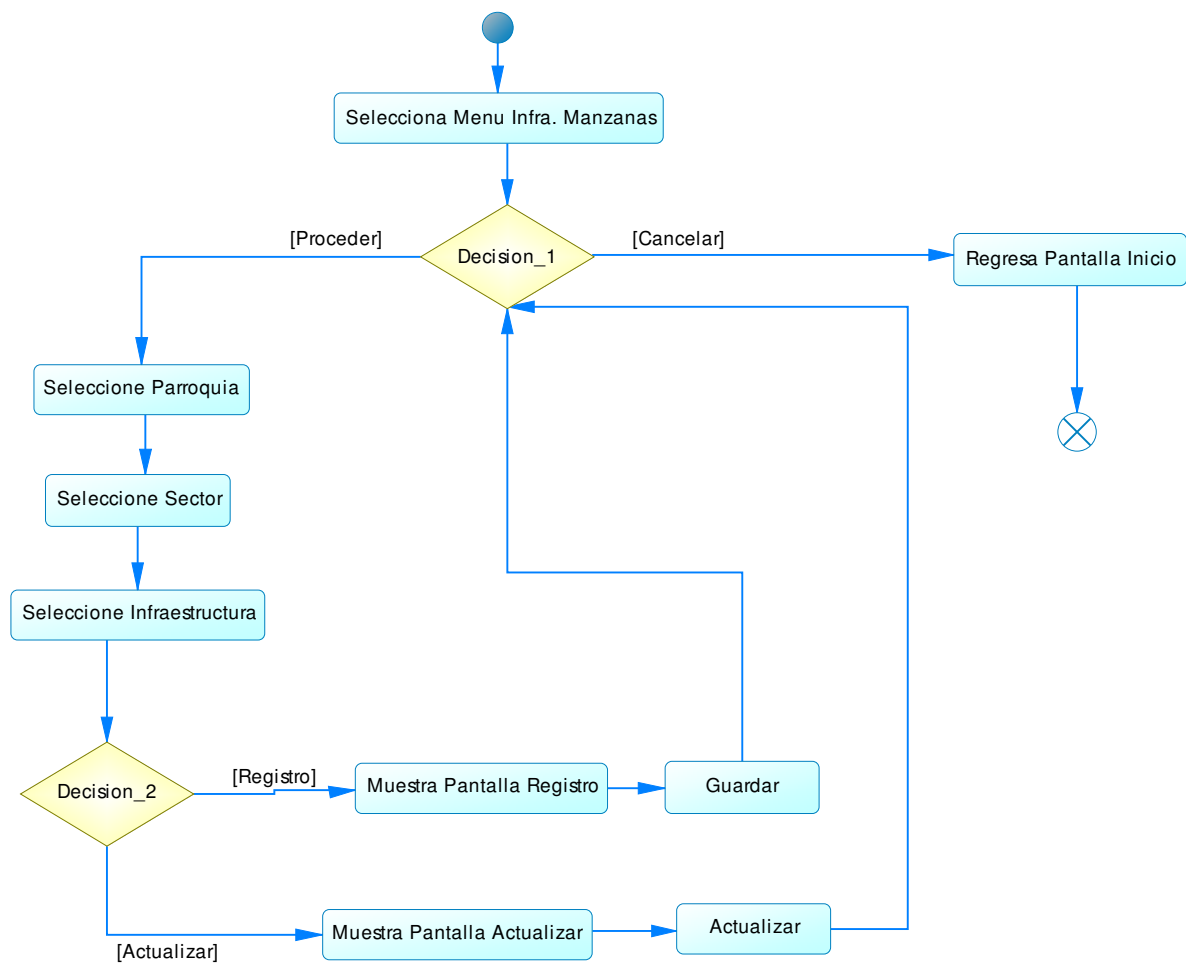 Selecciona Menu Infra. Manzanas
[Proceder]
[Cancelar]
Decision_1
Regresa Pantalla Inicio
Seleccione Parroquia
Seleccione Sector
Seleccione Infraestructura
Decision_2
[Registro]
Muestra Pantalla Registro
Guardar
[Actualizar]
Muestra Pantalla Actualizar
Actualizar